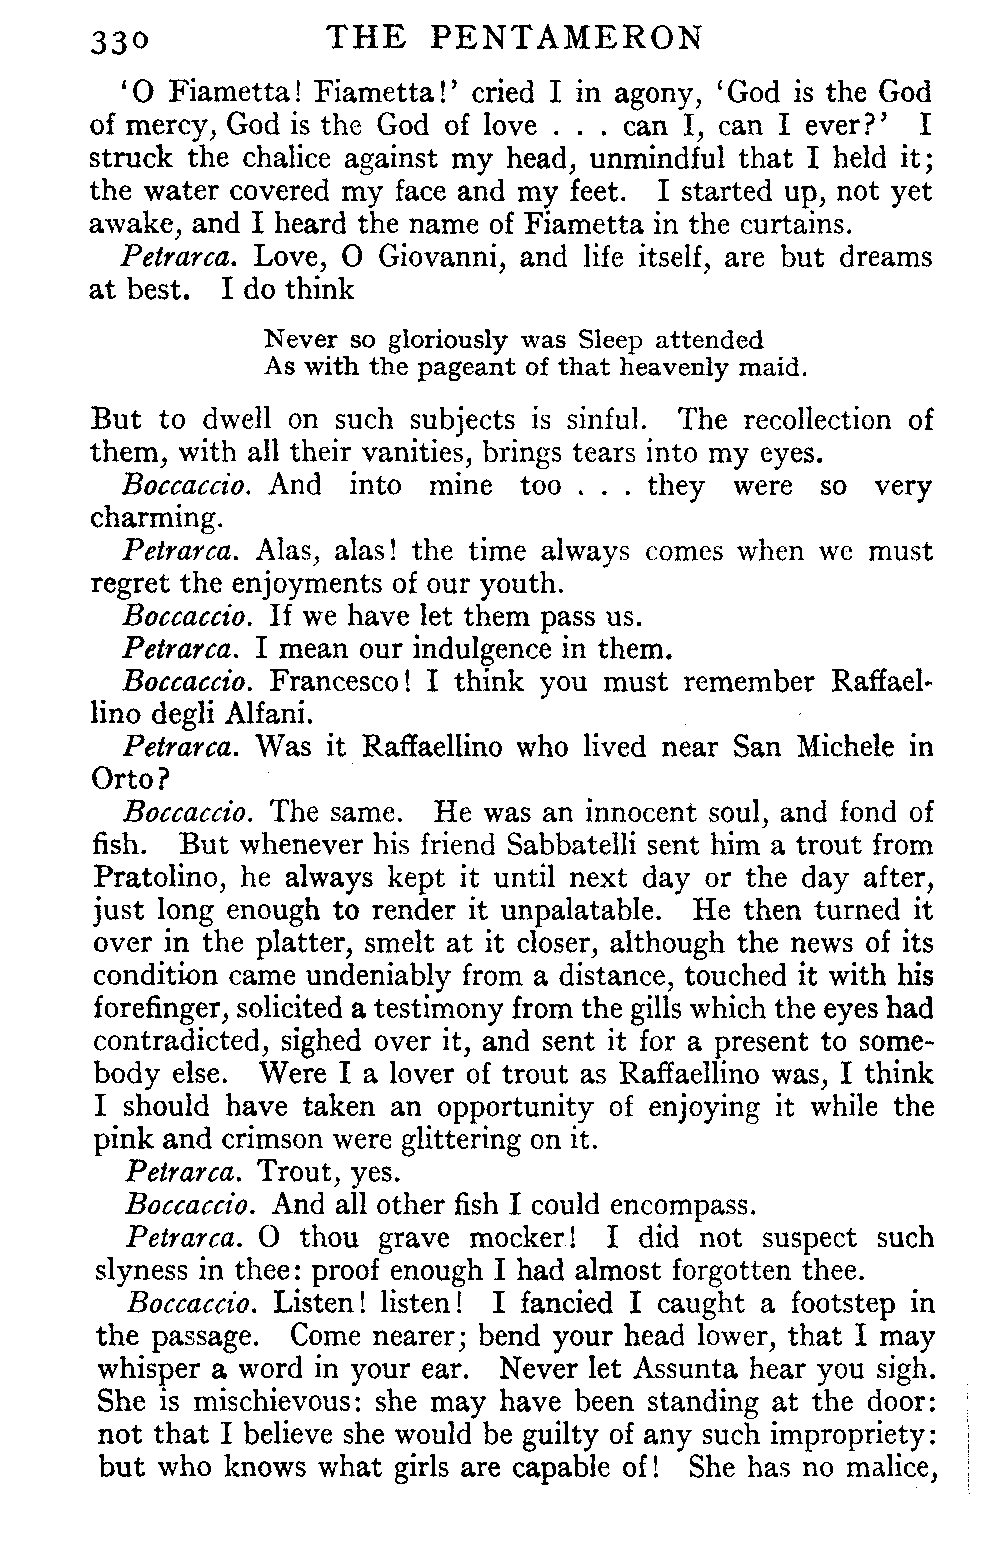 330 THE PENTAMERON
‘O Fiametta! Fiametta!’ cried I in agony, ‘God is the God
of mercy, God is the God of love . . . can I, can I ever?’ I
struck the chalice against my head, unmindful that I held it;
the water covered my face and my feet. I started up, not yet
awake, and I heard the name of Fiametta in the curtains.
Petrarca. Love, O Giovanni, and life itself, are but dreams
at best. I do think
Never so gloriously was Sleep attended
As with the pageant of that heavenly maid.
But to dwell on such subjects is sinful. The recollection of
them, with all their vanities, brings tears into my eyes.
Boccaccio. And into mine too . . . they were so very
charming.
Petrarca. Alas, alas! the time always comes when we must
regret the enjoyments of our youth.
Boccaccio. If we have let them pass us.
Petrarca. I mean our indulgence in them.
Boccaccio. Francesco! I think you must remember Raffael-
lino degli Alfani.
Petrarca. Was it Raffaellino who lived near San Michele in
Orto?
Boccaccio. The same. He was an innocent soul, and fond of
fish. But whenever his friend Sabbatelli sent him a trout from
Pratolino, he always kept it until next day or the day after,
just long enough to render it unpalatable. He then turned it
over in the platter, smelt at it closer, although the news of its
condition came undeniably from a distance, touched it with his
forefinger, solicited a testimony from the gills which the eyes had
contradicted, sighed over it, and sent it for a present to some-
body else. Were I a lover of trout as Raffaellino was, I think
I should have taken an opportunity of enjoying it while the
pink and crimson were glittering on it.
Petrarca. Trout, yes.
Boccaccio. And all other fish I could encompass.
Petrarca. O thou grave mocker! I did not suspect such
slyness in thee: proof enough I had almost forgotten thee.
Boccaccio. Listen! listen! I fancied I caught a footstep in
the passage. Come nearer; bend your head lower, that I may
whisper a word in your ear. Never let Assunta hear you sigh.
She is mischievous: she may have been standing at the door:
not that I believe she would be guilty of any such impropriety:
but who knows what girls are capable of! She has no malice,